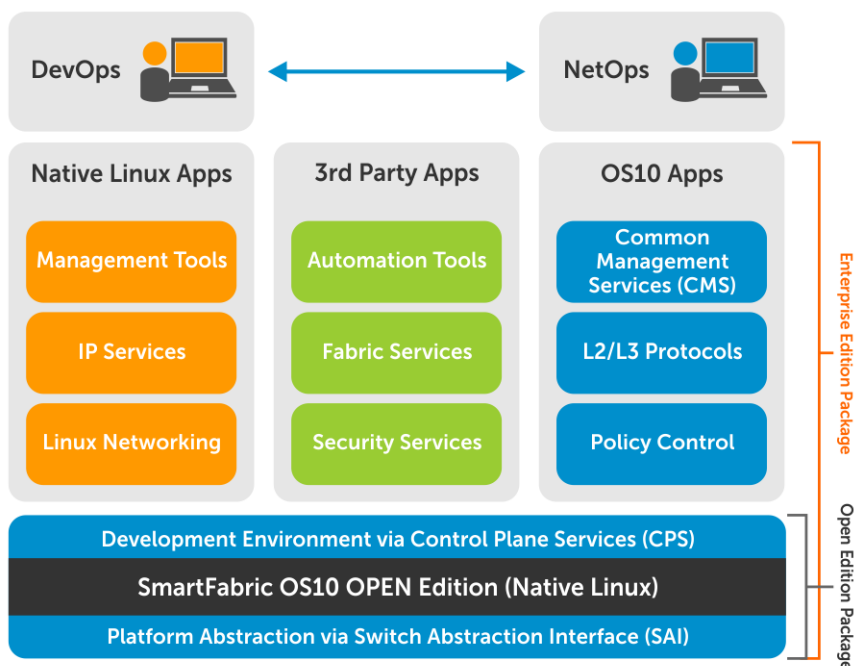 DevOps
NetOps
Native Linux Apps
Management Tools
IP Services
Linux Networking
3rd Party Apps
Automation Tools
Fabric Services
Security Services
OS10 Apps
Common
Management
Services (CMS)
L2/L3 Protocols
Policy Control
Enterprise Edition Package
Development Environment via Control Plane Services (CPS)
SmartFabric OS10 OPEN Edition (Native Linux)
Platform Abstraction via Switch Abstraction Interface (SAI)
Open Edition Package